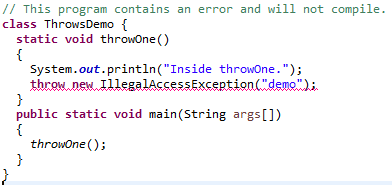 // This program contains an error and will not compile.
class ThrowsDemo {
  static void throwOne()
  {
    System.out.println("Inside throwOne.");
    throw new IllegalAccessException("demo");
  }
  public static void main(String args[])
  {
    throwOne();
  }
}